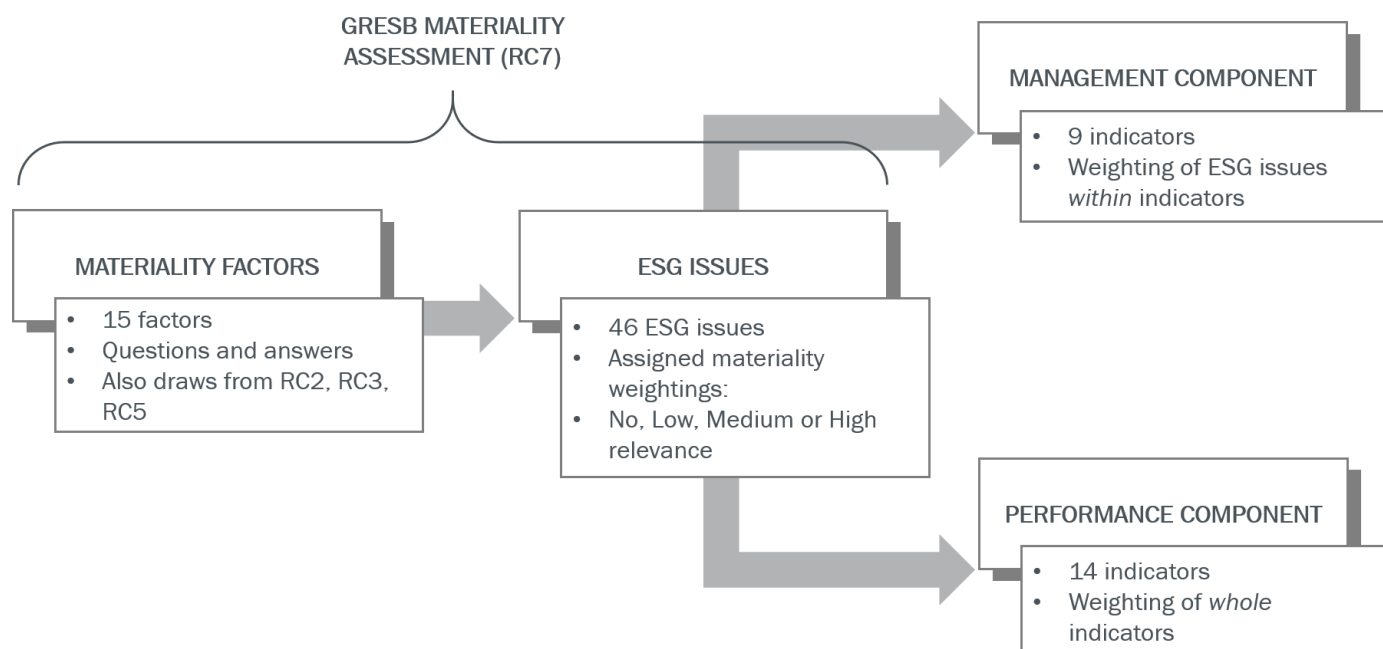 GRESB MATERIALITY
ASSESSMENT (RC7)
MATERIALITY FACTORS
• 15 factors
• Questions and answers
• Also draws from RC2, RC3,
RC5
ESG ISSUES
• 46 ESG issues
• Assigned materiality
weightings:
• No, Low, Medium or High
relevance
MANAGEMENT COMPONENT
• 9 indicators
• Weighting of ESG issues
within indicators
PERFORMANCE COMPONENT
• 14 indicators
• Weighting of whole
indicators